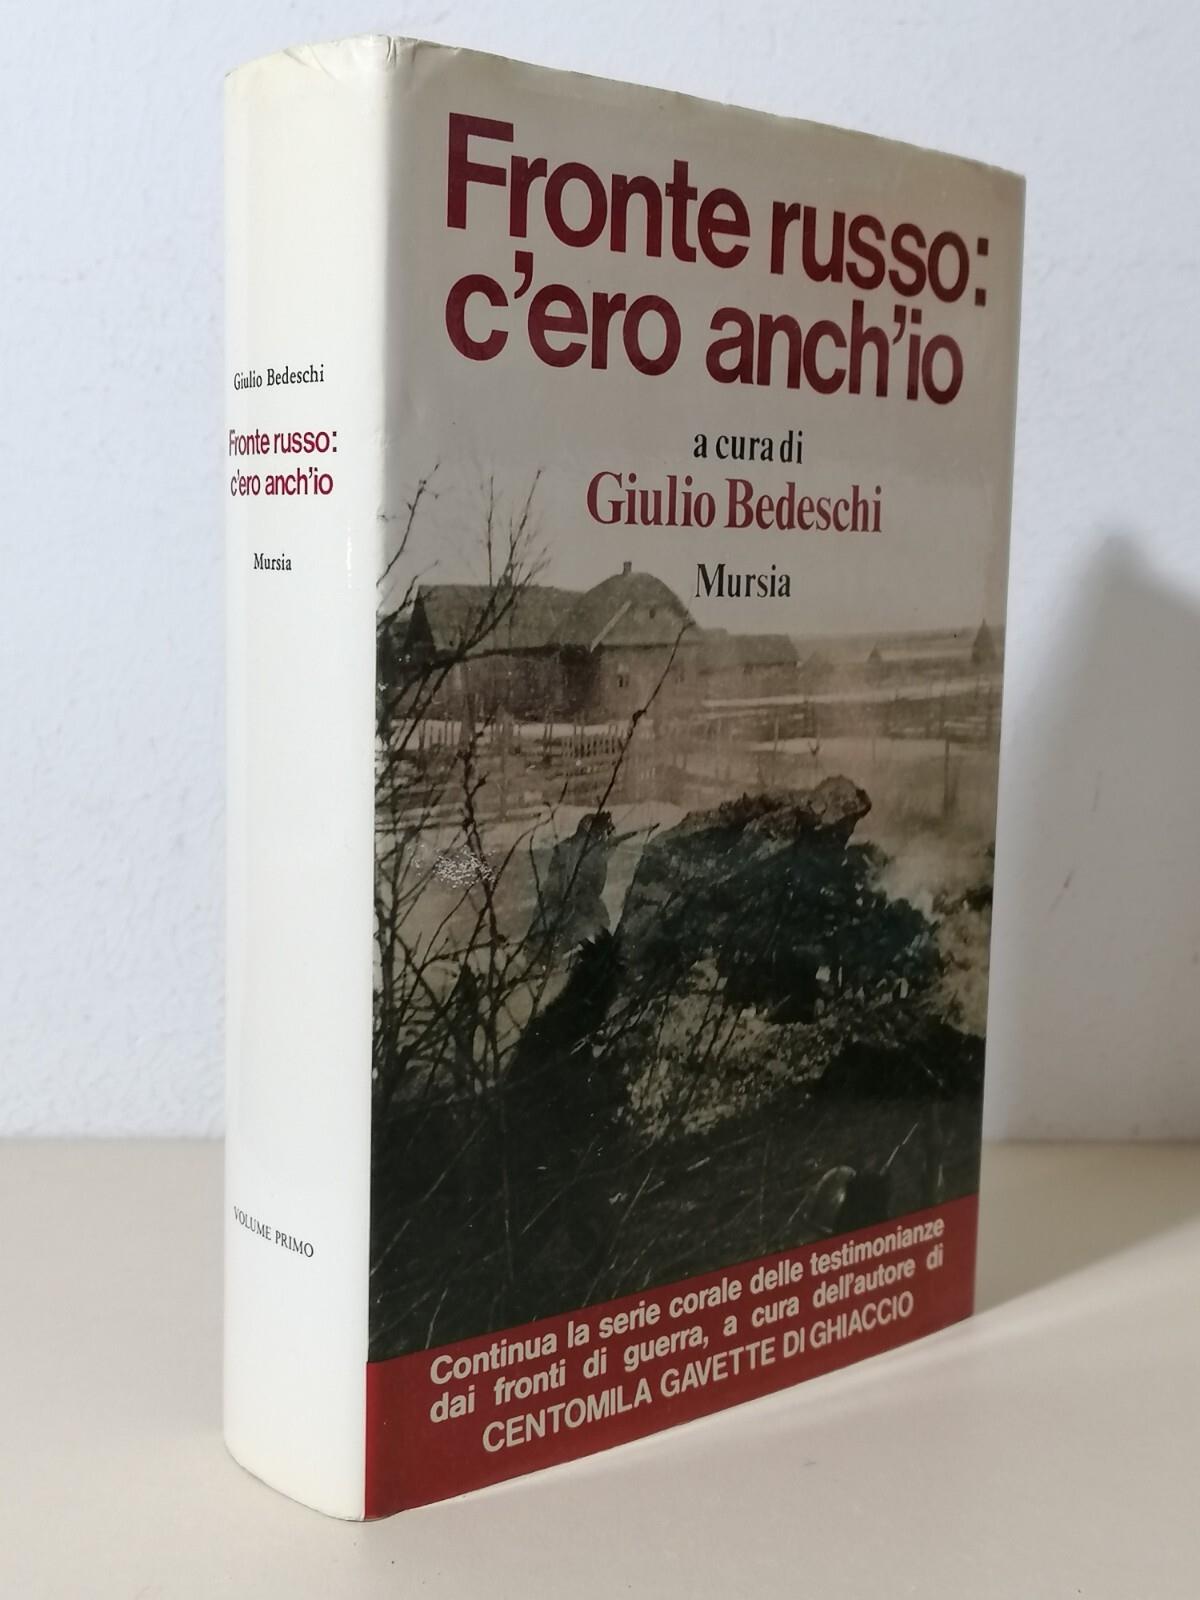 Giulio Bedeschi
Fronte russo:
c'ero anch'io
Mursia
VOLUME PRIMO
Fronte russo:
c'ero anch'io
a cura di
Giulio Bedeschi
Mursia
Continua la serie corale delle testimonianze
dai fronti di guerra, a cura dell'autore di
CENTOMILA GAVETTE DI GHIACCIO